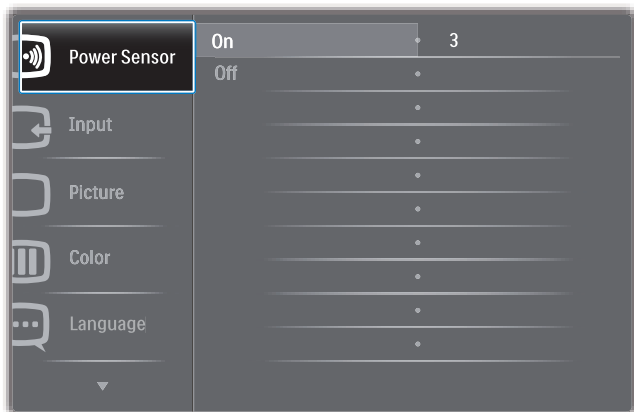 Power Sensor
On 3
Off
Input
Picture
Color
Language